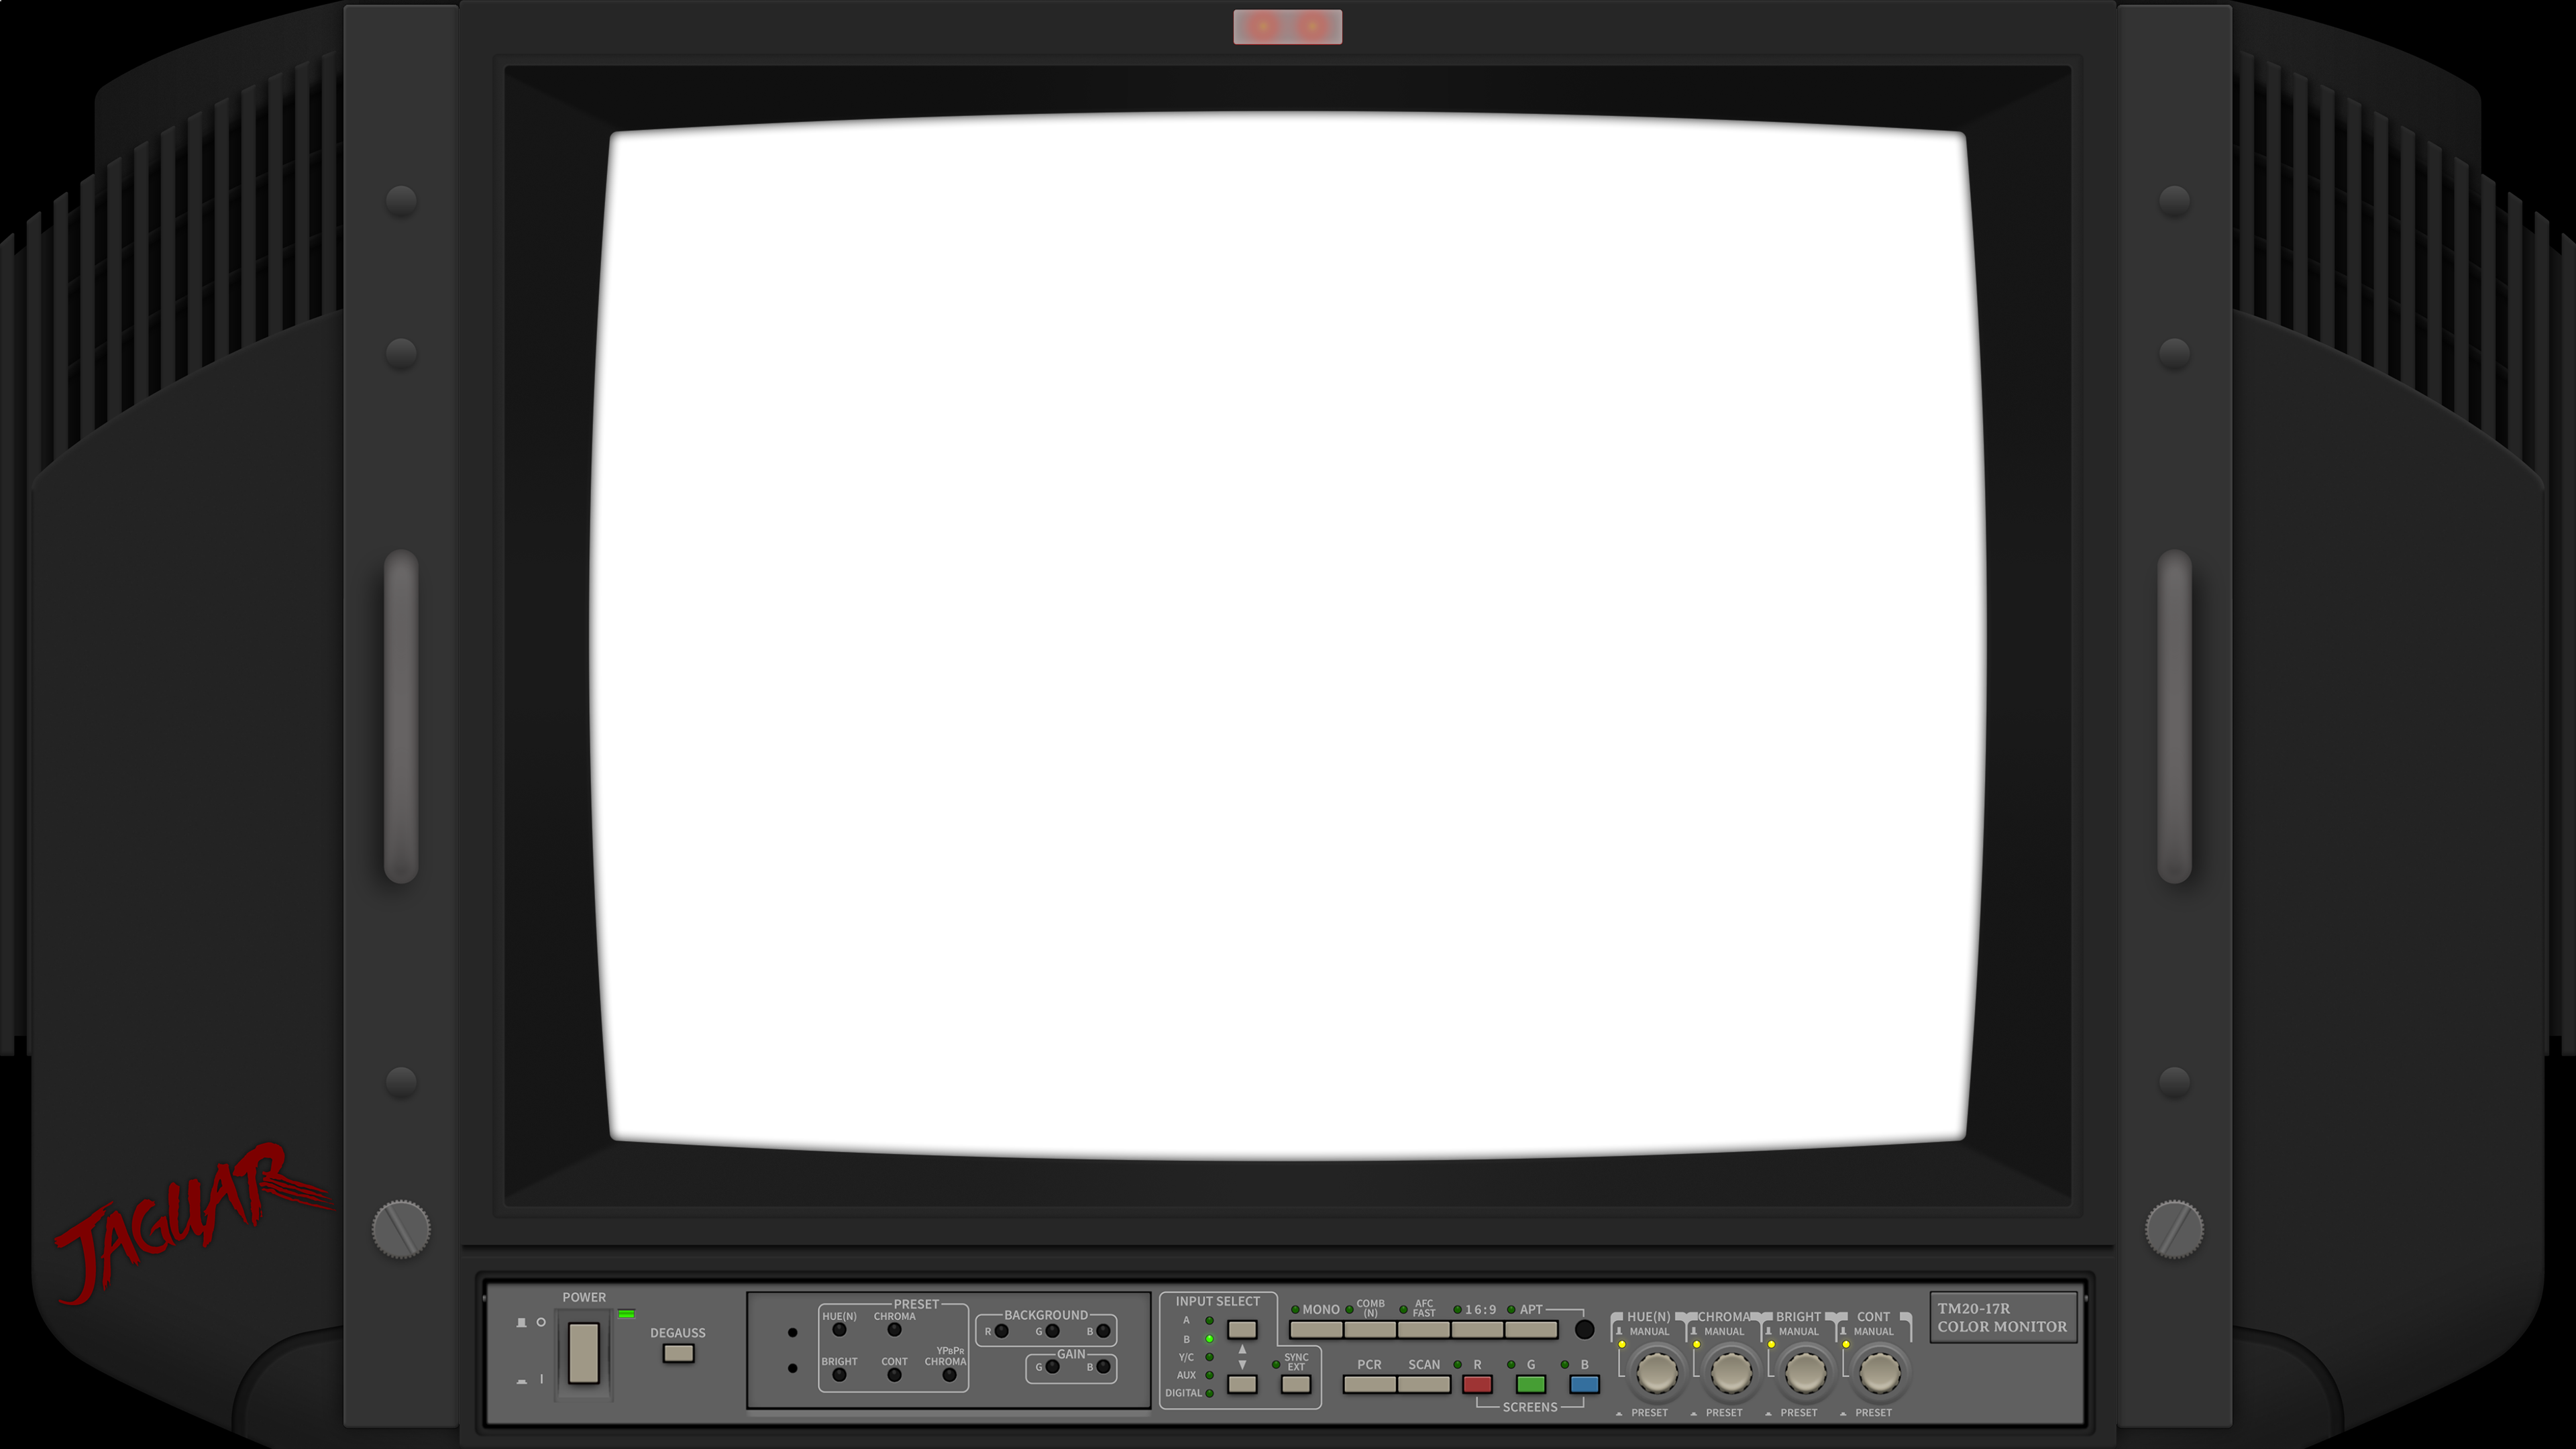 JAGUAR
POWER
DEGAUSS
PRESET
HUE(N) CHROMA
BRIGHT CONT YPBPR CHROMA
BACKGROUND
R G B
GAIN
G B
INPUT SELECT
A
B
Y/C
AUX
DIGITAL
SYNC EXT
MONO COMB (N) AFC FAST 16:9 APT
PCR SCAN R G B
SCREENS
HUE(N) CHROMA BRIGHT CONT
MANUAL MANUAL MANUAL MANUAL
PRESET PRESET PRESET PRESET
TM20-17R
COLOR MONITOR